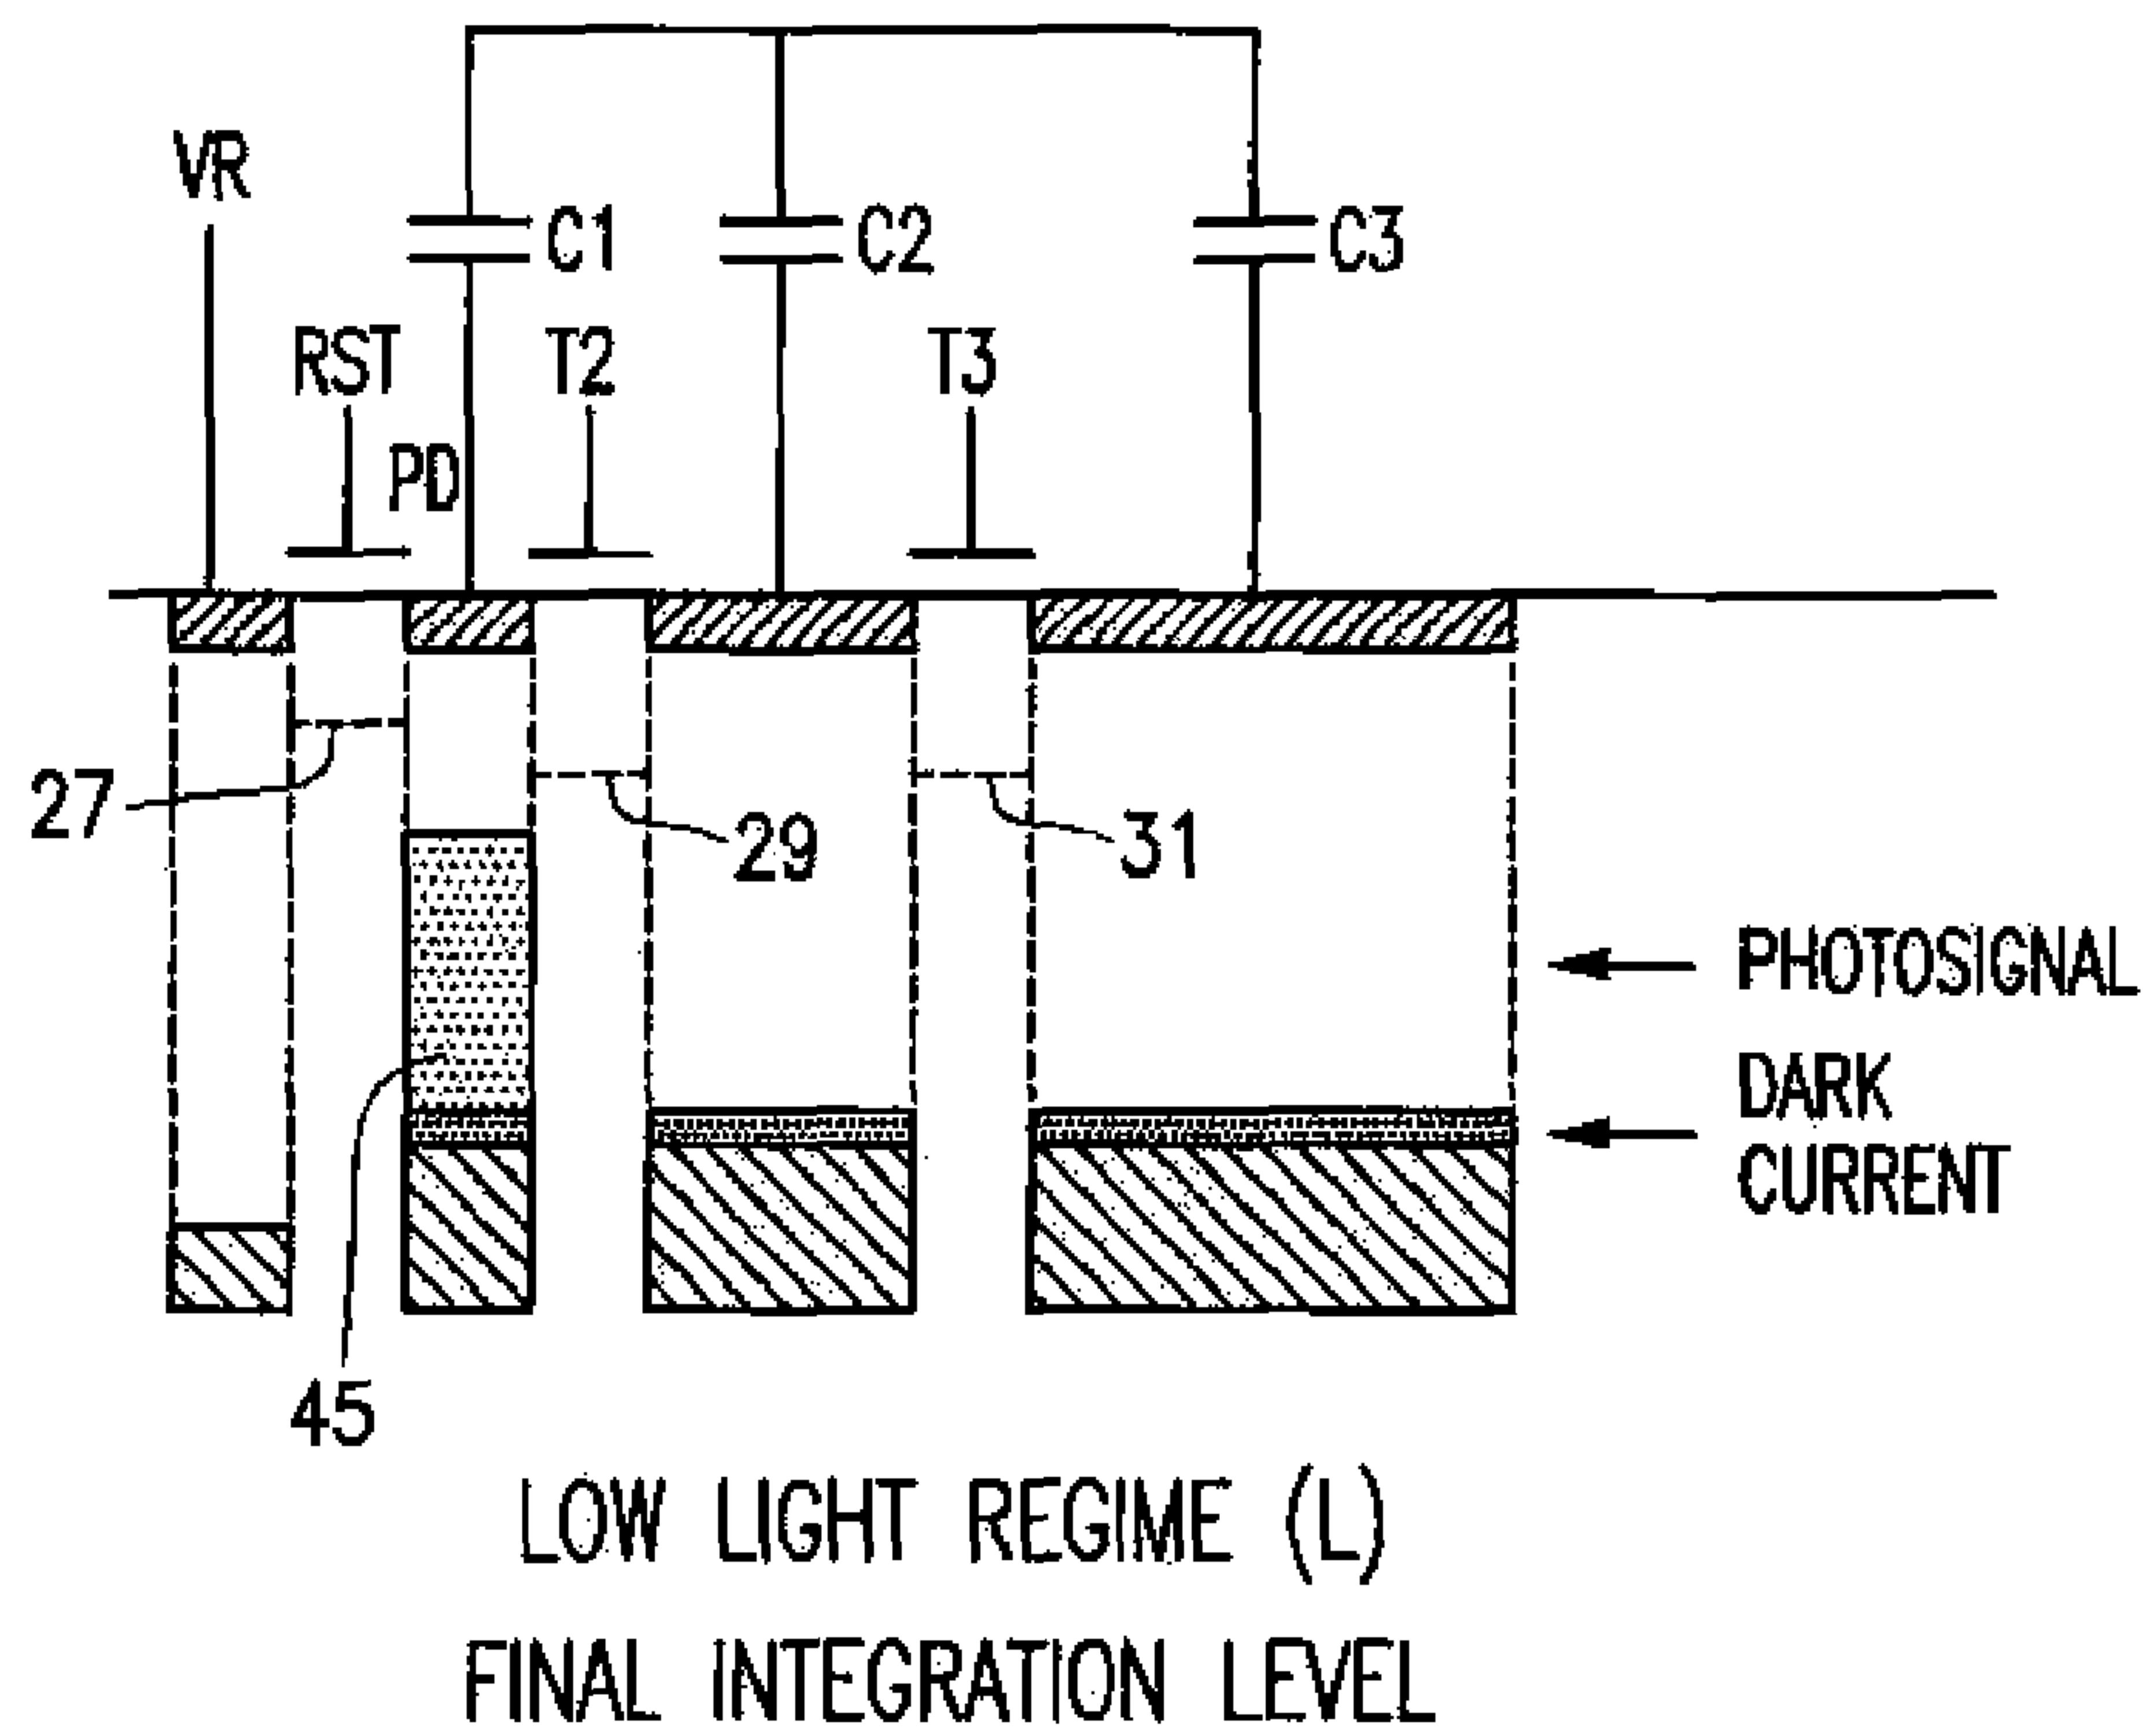 VR
C1
C2
C3
RST
T2
T3
PD
27
29
31
PHOTOSIGNAL
DARK
CURRENT
45
LOW LIGHT REGIME (L)
FINAL INTEGRATION LEVEL